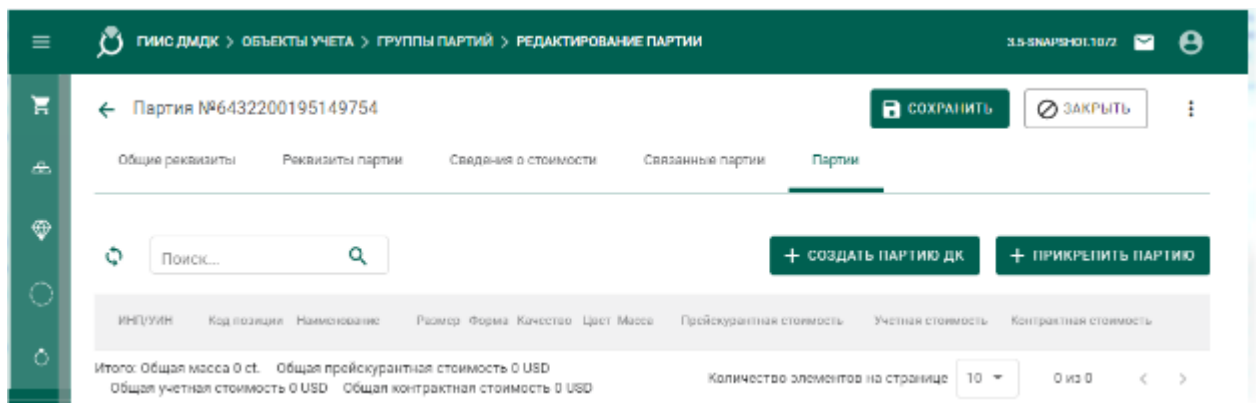 ГИИС ДМДК > ОБЪЕКТЫ УЧЕТА > ГРУППЫ ПАРТИЙ > РЕДАКТИРОВАНИЕ ПАРТИИ 3.5-SNAPSHOT.1072
Партия №6432200195149754 СОХРАНИТЬ ЗАКРЫТЬ
Общие реквизиты Реквизиты партии Сведения о стоимости Связанные партии Партии
Поиск... + СОЗДАТЬ ПАРТИЮ ДК + ПРИКРЕПИТЬ ПАРТИЮ
ИНП/УИН Код позиции Наименование Размер Форма Качество Цвет Масса Прейскурантная стоимость Учетная стоимость Контрактная стоимость
Итого: Общая масса 0 ct. Общая прейскурантная стоимость 0 USD
Общая учетная стоимость 0 USD Общая контрактная стоимость 0 USD Количество элементов на странице 10 0 из 0